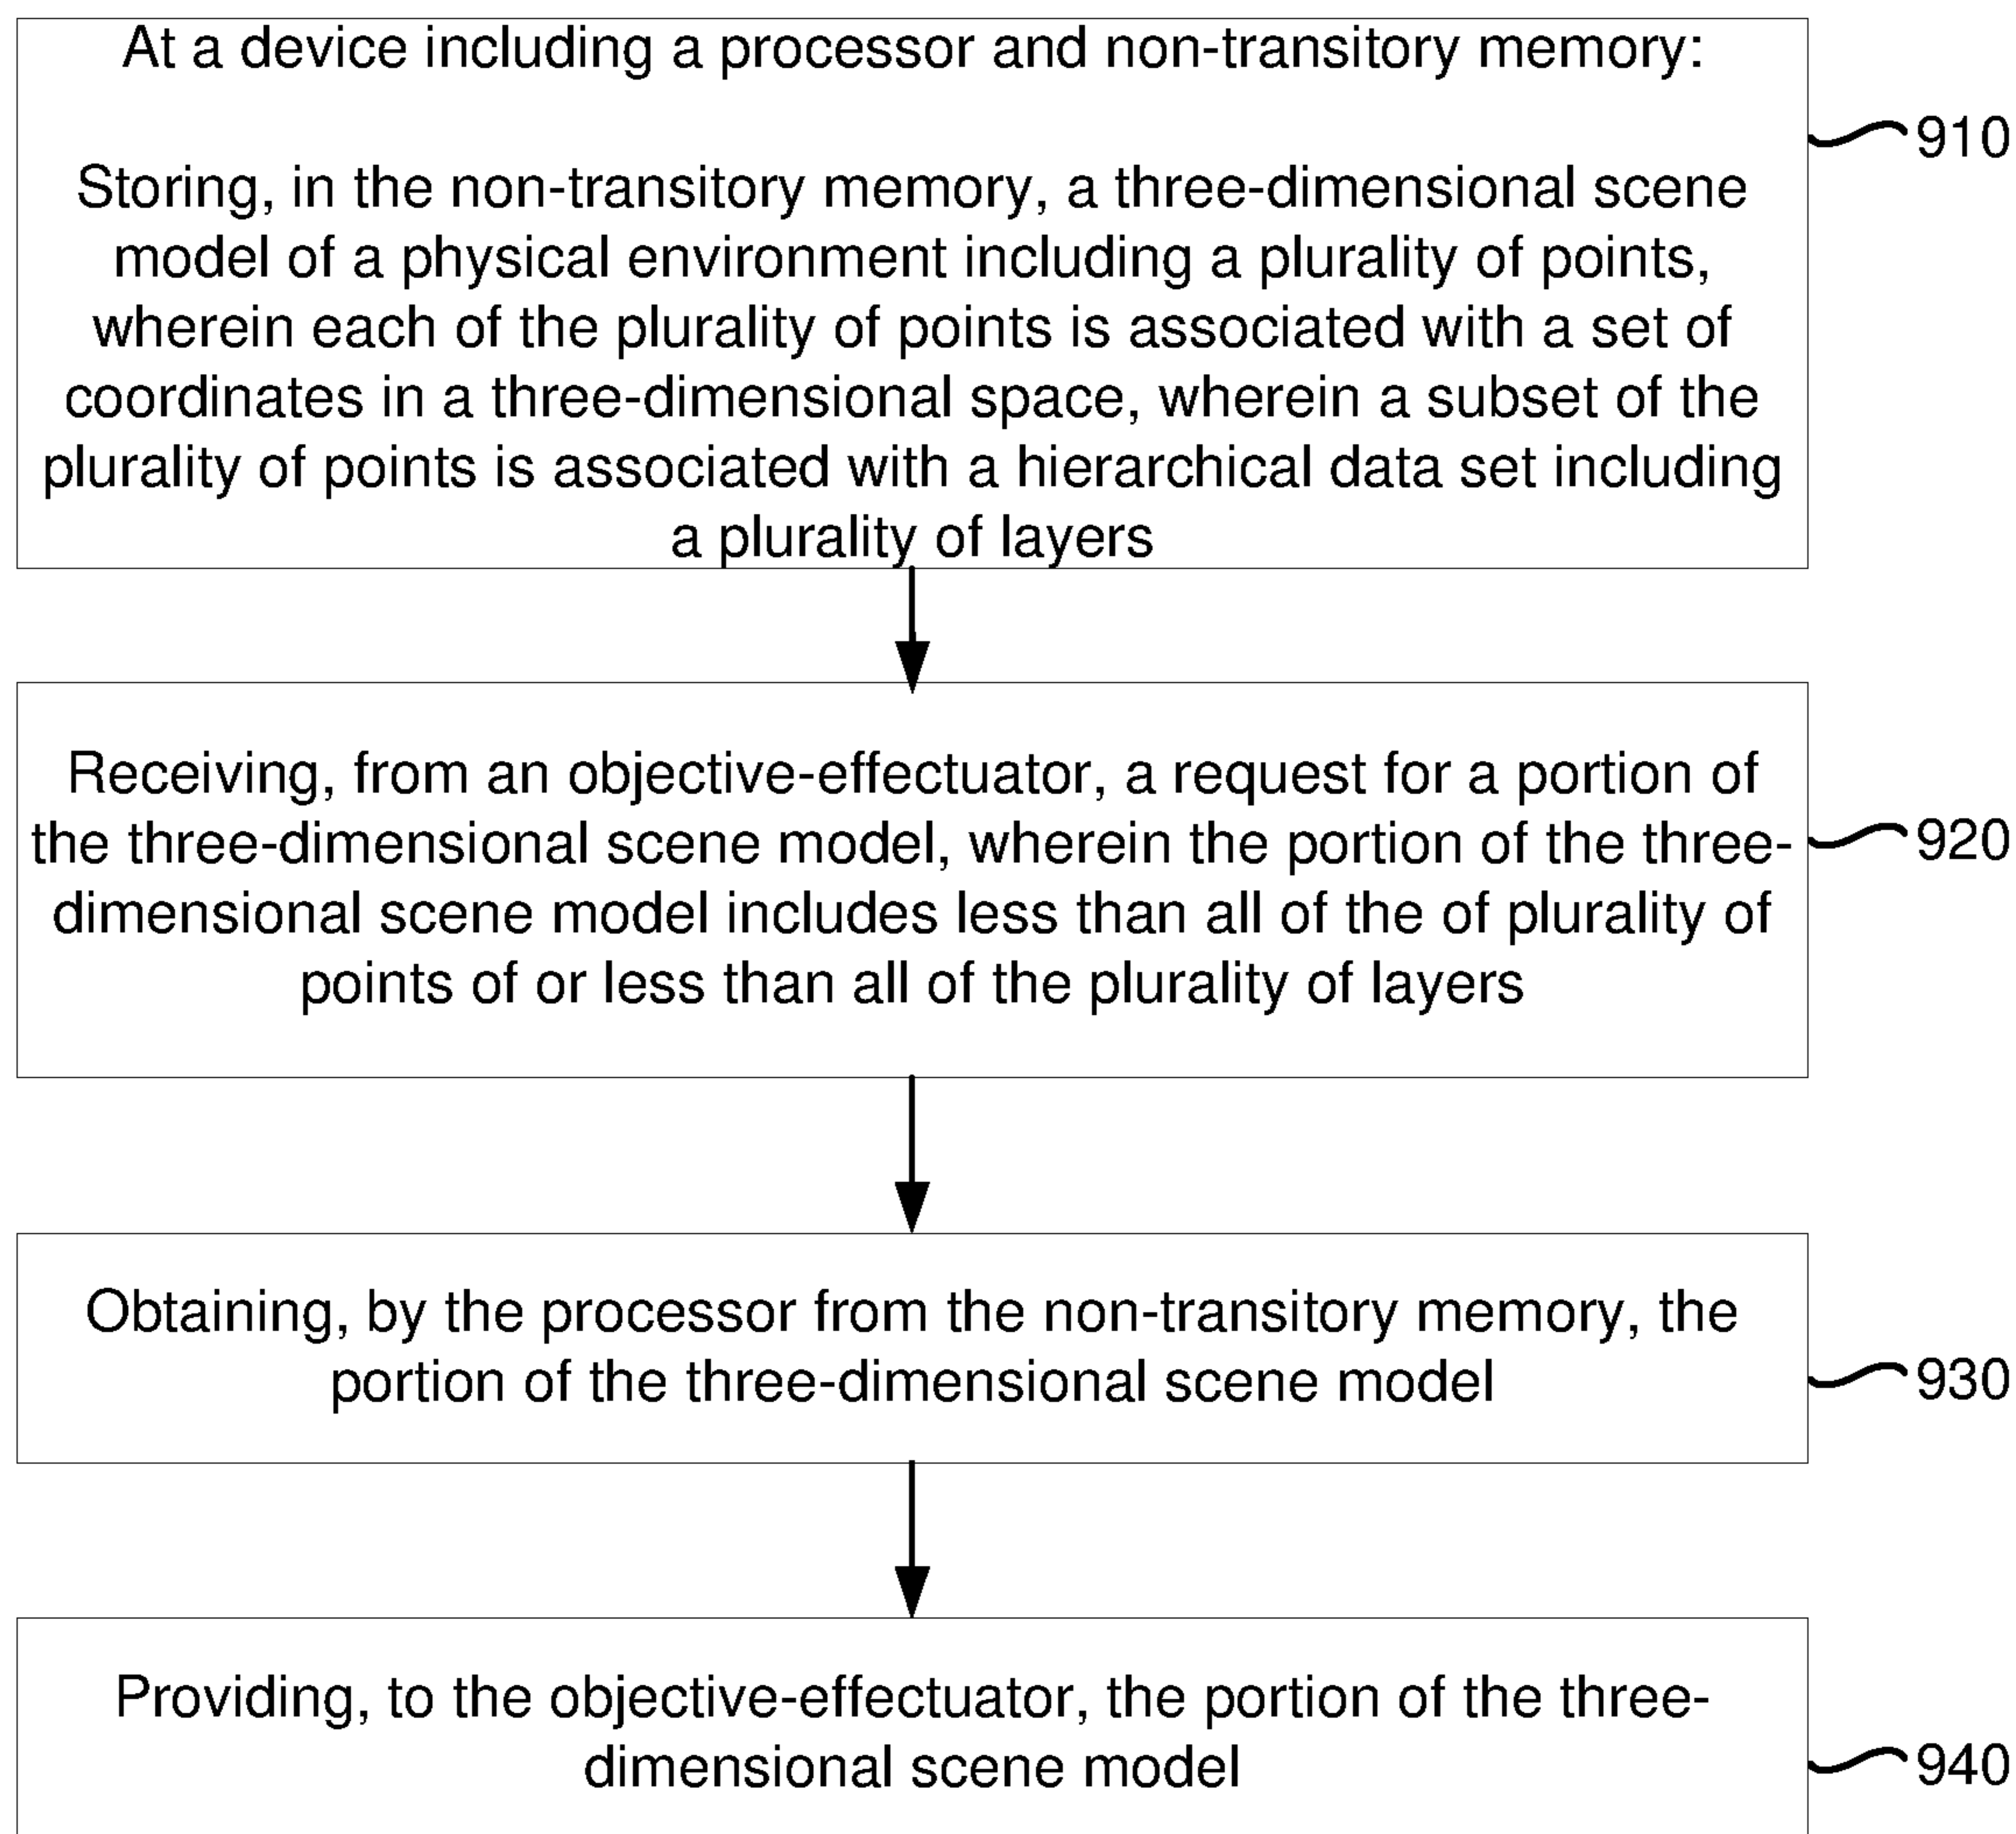 At a device including a processor and non-transitory memory:
Storing, in the non-transitory memory, a three-dimensional scene
model of a physical environment including a plurality of points,
wherein each of the plurality of points is associated with a set of
coordinates in a three-dimensional space, wherein a subset of the
plurality of points is associated with a hierarchical data set including
a plurality of layers
910
Receiving, from an objective-effectuator, a request for a portion of
the three-dimensional scene model, wherein the portion of the three-
dimensional scene model includes less than all of the of plurality of
points of or less than all of the plurality of layers
920
Obtaining, by the processor from the non-transitory memory, the
portion of the three-dimensional scene model
930
Providing, to the objective-effectuator, the portion of the three-
dimensional scene model
940